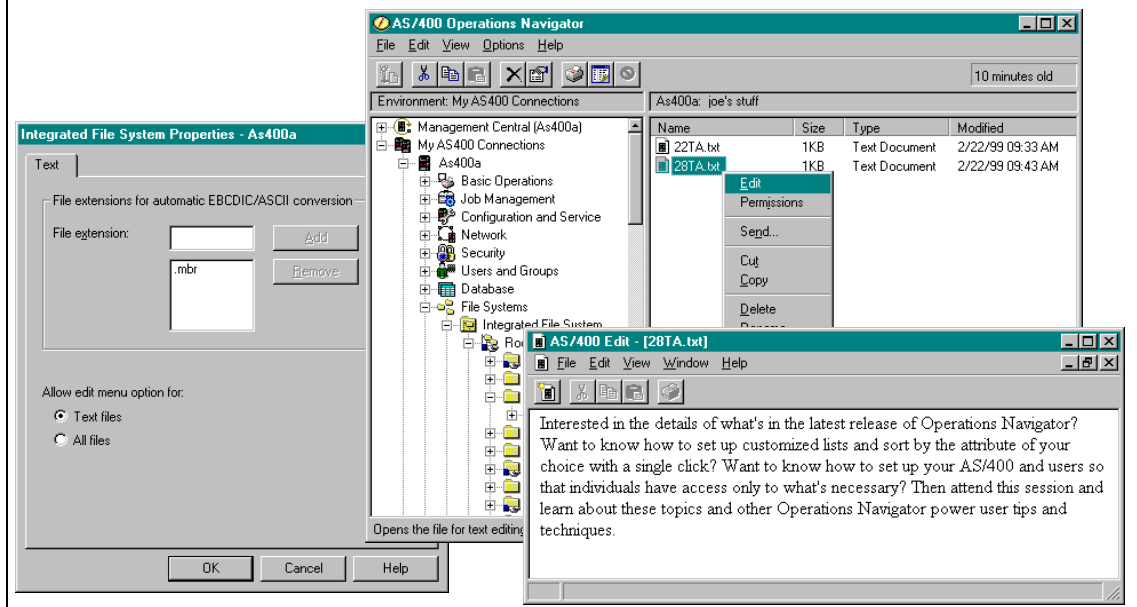 AS/400 Operations Navigator
File Edit View Options Help
10 minutes old
Environment: My AS400 Connections
As400a: joe's stuff
Management Central (As400a)
My AS400 Connections
As400a
Basic Operations
Job Management
Configuration and Service
Network
Security
Users and Groups
Database
File Systems
Integrated File System
Name Size Type Modified
22TA.txt 1KB Text Document 2/22/99 09:33 AM
28TA.txt 1KB Text Document 2/22/99 09:43 AM
Edit
Permissions
Send...
Cut
Copy
Delete
Opens the file for text editing
Integrated File System Properties - As400a
Text
File extensions for automatic EBCDIC/ASCII conversion
File extension:
Add
.mbr
Remove
Allow edit menu option for:
Text files
All files
OK Cancel Help
AS/400 Edit - [28TA.txt]
File Edit View Window Help
Interested in the details of what's in the latest release of Operations Navigator?
Want to know how to set up customized lists and sort by the attribute of your
choice with a single click? Want to know how to set up your AS/400 and users so
that individuals have access only to what's necessary? Then attend this session and
learn about these topics and other Operations Navigator power user tips and
techniques.